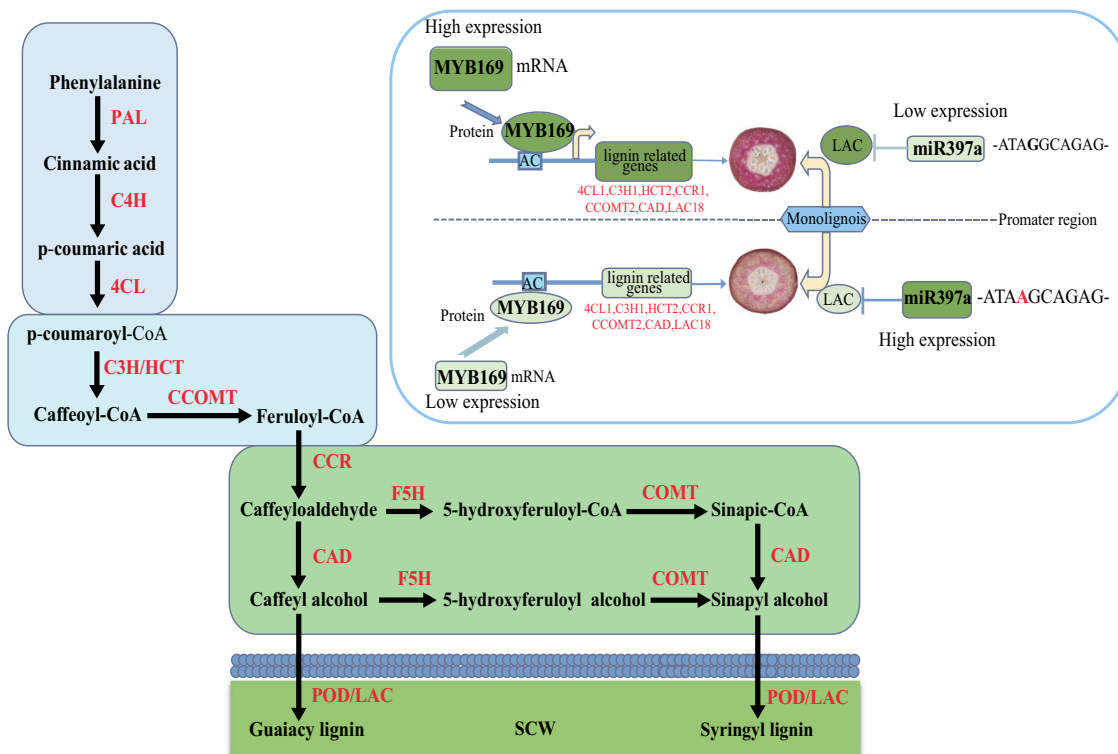 Phenylalanine
PAL
Cinnamic acid
C4H
p-coumaric acid
4CL
p-coumaroyl-CoA
C3H/HCT
CCOMT
Caffeoyl-CoA
Feruloyl-CoA
CCR
Caffeyloaldehyde
F5H
5-hydroxyferuloyl-CoA
COMT
Sinapic-CoA
CAD
CAD
Caffeyl alcohol
F5H
5-hydroxyferuloyl alcohol
COMT
Sinapyl alcohol
POD/LAC
POD/LAC
Guaiacy lignin
SCW
Syringyl lignin
High expression
MYB169 mRNA
Protein
MYB169
AC
lignin related
genes
4CL1,C3H1,HCT2,CCR1,
CCOMT2,CAD,LAC18
LAC
Low expression
miR397a
-ATAGGCAGAG-
Monolignois
Promater region
AC
lignin related
genes
MYB169
Protein
4CL1,C3H1,HCT2,CCR1,
CCOMT2,CAD,LAC18
LAC
miR397a
-ATAAGCAGAG-
High expression
MYB169 mRNA
Low expression